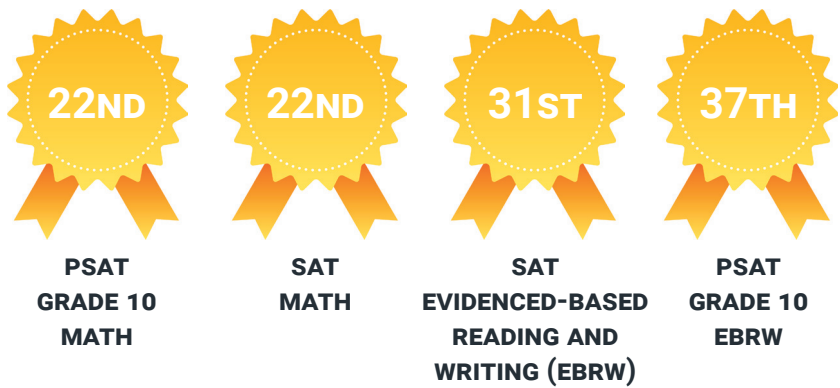 22ND
PSAT
GRADE 10
MATH
22ND
SAT
MATH
31ST
SAT
EVIDENCED-BASED
READING AND
WRITING (EBRW)
37TH
PSAT
GRADE 10
EBRW